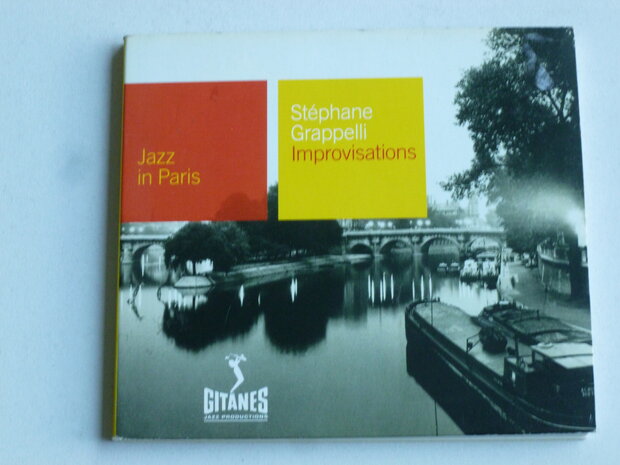 Jazz
in Paris
Stéphane
Grappelli
Improvisations
GITANES
JAZZ PRODUCTIONS